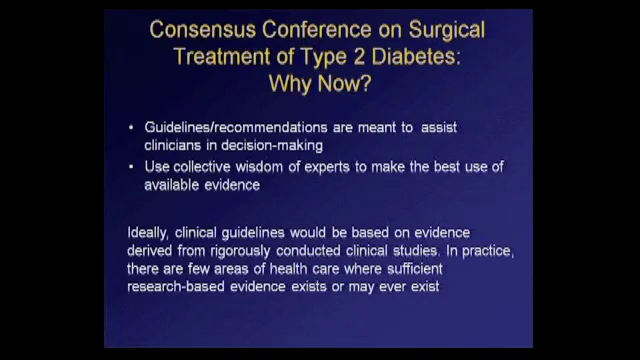 Consensus Conference on Surgical
Treatment of Type 2 Diabetes:
Why Now?
• Guidelines/recommendations are meant to assist
clinicians in decision-making
• Use collective wisdom of experts to make the best use of
available evidence
Ideally, clinical guidelines would be based on evidence
derived from rigorously conducted clinical studies. In practice,
there are few areas of health care where sufficient
research-based evidence exists or may ever exist